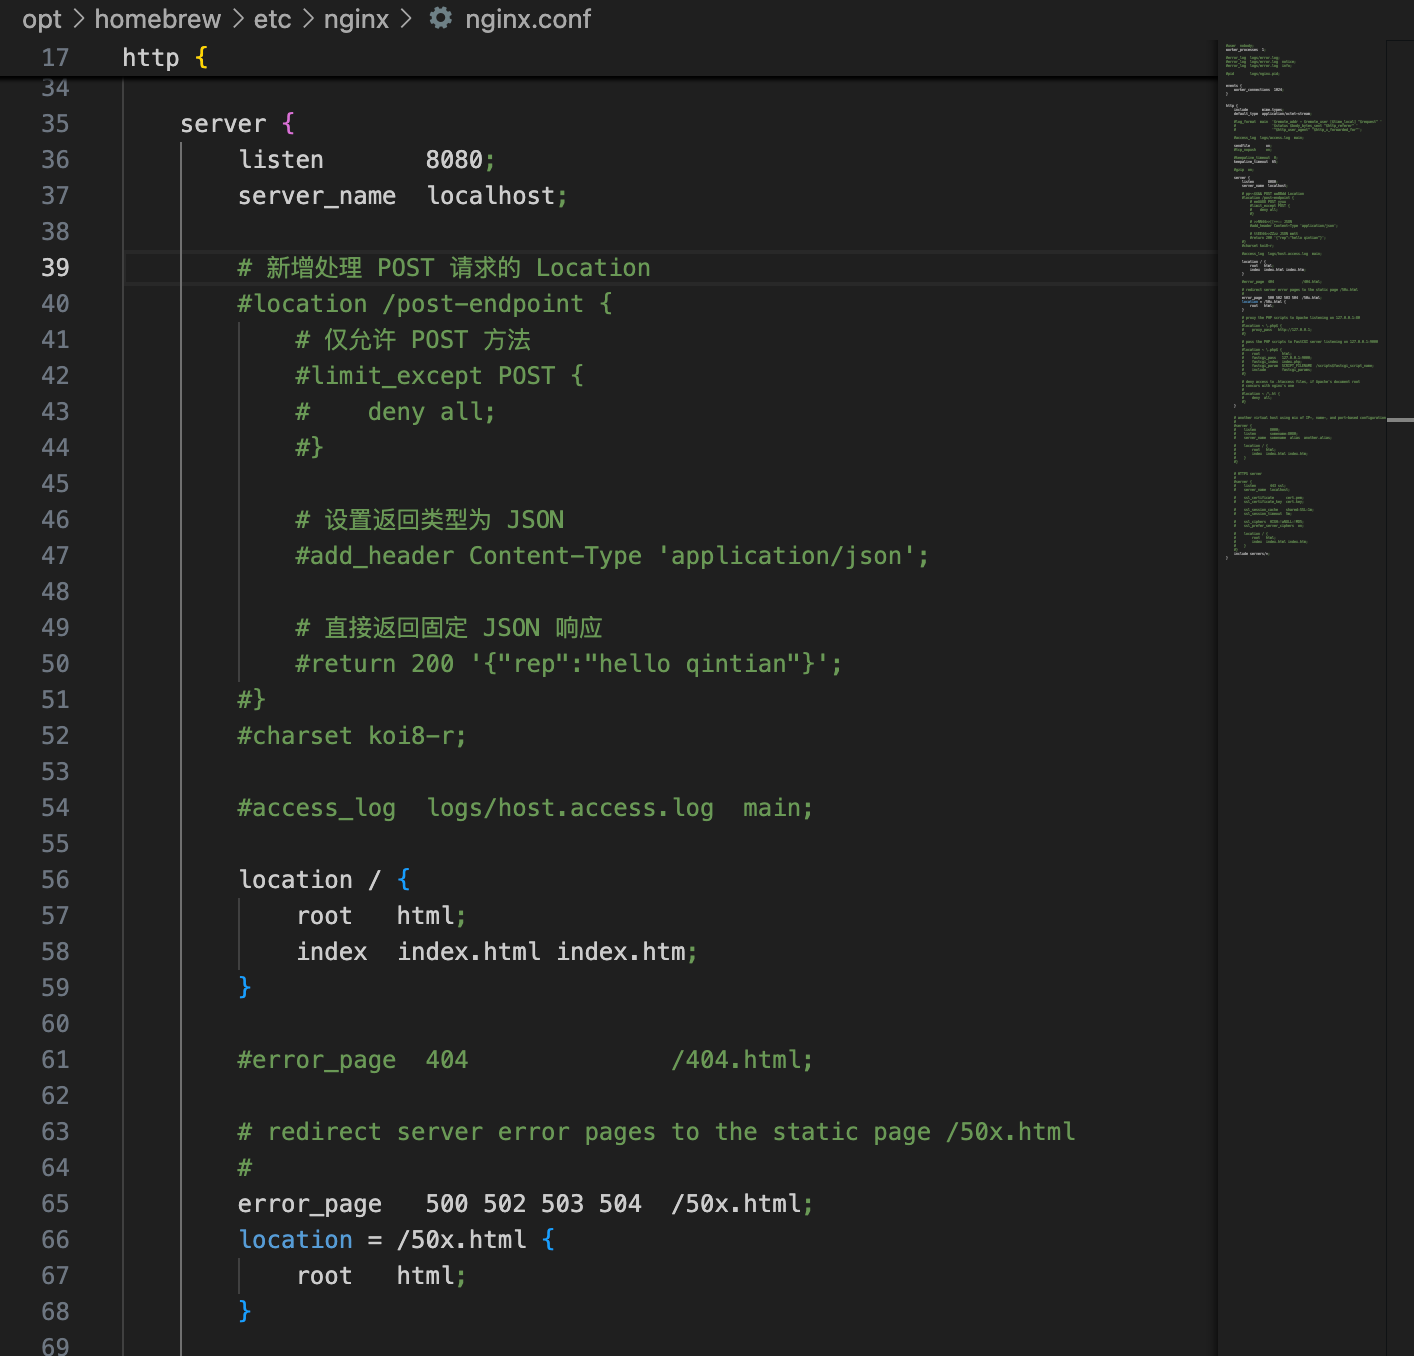 opt > homebrew > etc > nginx > nginx.conf
17 http {
34
35 server {
36 listen 8080;
37 server_name localhost;
38
39 # 新增处理 POST 请求的 Location
40 #location /post-endpoint {
41 # 仅允许 POST 方法
42 #limit_except POST {
43 # deny all;
44 #}
45
46 # 设置返回类型为 JSON
47 #add_header Content-Type 'application/json';
48
49 # 直接返回固定 JSON 响应
50 #return 200 '{"rep":"hello qintian"}';
51 #}
52 #charset koi8-r;
53
54 #access_log logs/host.access.log main;
55
56 location / {
57 root html;
58 index index.html index.htm;
59 }
60
61 #error_page 404 /404.html;
62
63 # redirect server error pages to the static page /50x.html
64 #
65 error_page 500 502 503 504 /50x.html;
66 location = /50x.html {
67 root html;
68 }
69